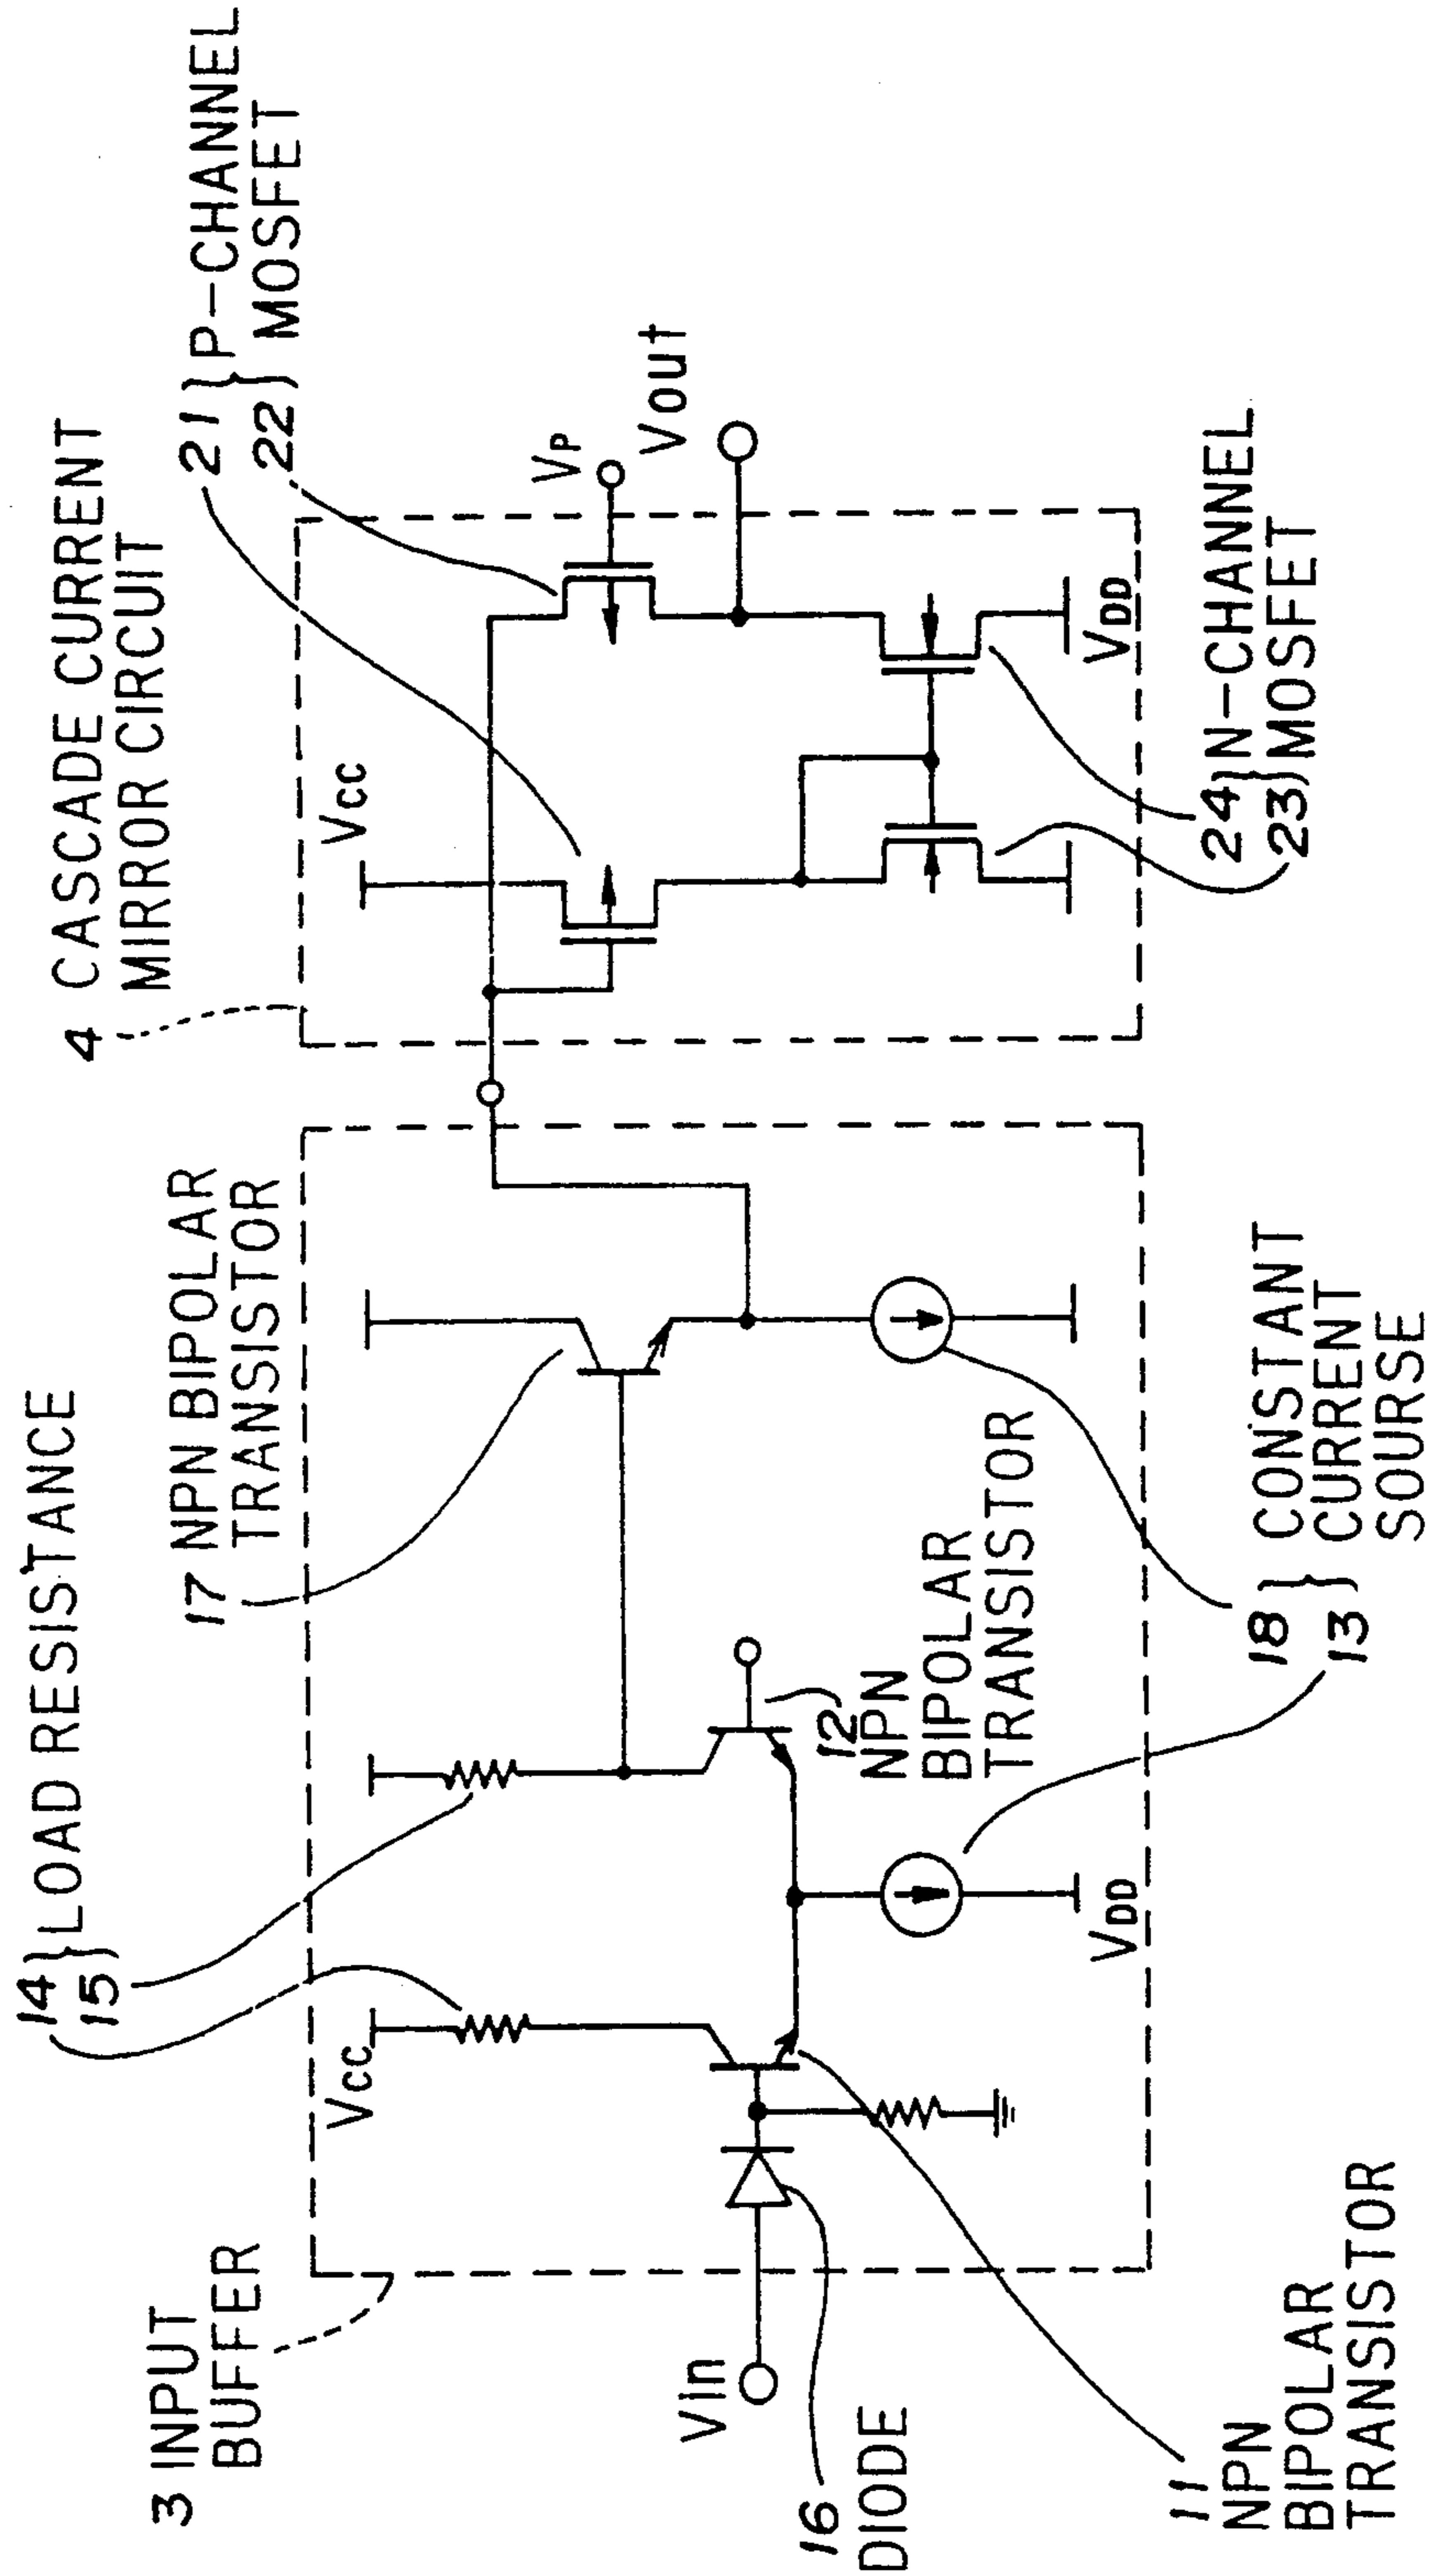 3 INPUT
BUFFER
14 } LOAD RESISTANCE
15
17 NPN BIPOLAR
TRANSISTOR
4 CASCADE CURRENT
MIRROR CIRCUIT
21 } P-CHANNEL
22 MOSFET
VCC
VCC
VP
Vout
Vin
16
DIODE
11
NPN
BIPOLAR
TRANSISTOR
12
NPN
BIPOLAR
TRANSISTOR
VDD
VDD
18 } CONSTANT
13 CURRENT
SOURSE
24 } N-CHANNEL
23 MOSFET